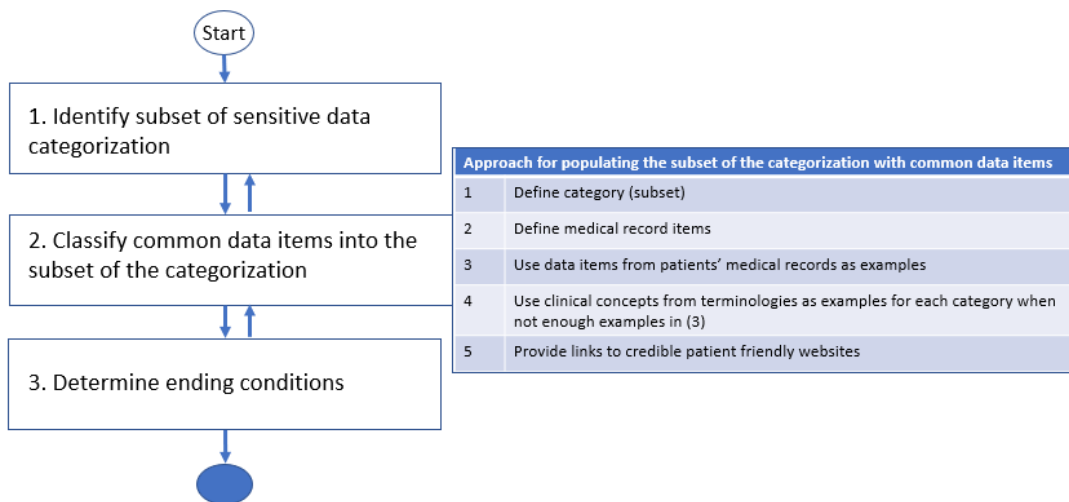 Start
1. Identify subset of sensitive data
categorization
2. Classify common data items into the
subset of the categorization
3. Determine ending conditions
Approach for populating the subset of the categorization with common data items
1 Define category (subset)
2 Define medical record items
3 Use data items from patients’ medical records as examples
4 Use clinical concepts from terminologies as examples for each category when
not enough examples in (3)
5 Provide links to credible patient friendly websites